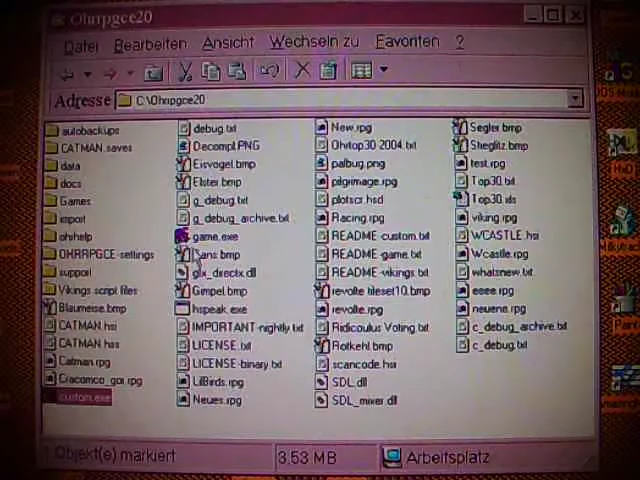 Ohrrpgce20
Datei Bearbeiten Ansicht Wechseln zu Favoriten ?
Adresse C:\Ohrrpgce20
autobackups
CATMAN.saves
data
docs
Games
import
ohrhelp
OHRRPGCE-settings
support
Vikings script files
Blaumeise.bmp
CATMAN.hsi
CATMAN.hss
Catman.rpg
Cracomco_goi.rpg
custom.exe
debug.txt
Decompl.PNG
Eisvogel.bmp
Elster.bmp
g_debug.txt
g_debug_archive.txt
game.exe
Gans.bmp
gfx_directx.dll
Gimpel.bmp
hspeak.exe
IMPORTANT-nightly.txt
LICENSE.txt
LICENSE-binary.txt
LilBirds.rpg
Neues.rpg
New.rpg
Ohrtop30 2004.txt
palbug.png
pilgrimage.rpg
plotscr.hsd
Racing.rpg
README-custom.txt
README-game.txt
README-vikings.txt
revolte tileset10.bmp
revolte.rpg
Ridiculous Voting.txt
Rotkehl.bmp
scancode.hsi
SDL.dll
SDL_mixer.dll
Segler.bmp
Stieglitz.bmp
test.rpg
Top30.txt
Top30.xls
viking.rpg
WCASTLE.hsi
Wcastle.rpg
whatsnew.txt
eeee.rpg
neuene.rpg
c_debug_archive.txt
c_debug.txt
1 Objekt(e) markiert 3.53 MB Arbeitsplatz